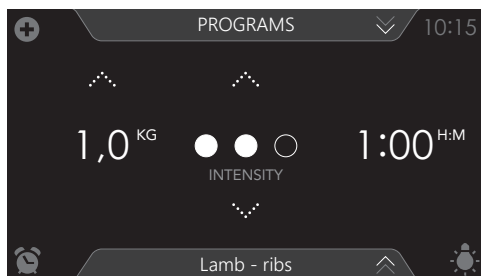 PROGRAMS
10:15
1,0 KG
1:00 H:M
INTENSITY
Lamb - ribs